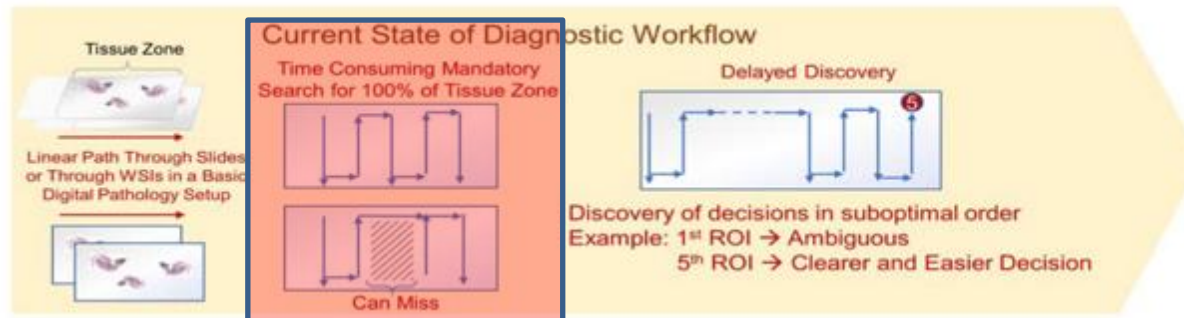 Current State of Diagnostic Workflow
Tissue Zone
Linear Path Through Slides
or Through WSIs in a Basic
Digital Pathology Setup
Time Consuming Mandatory
Search for 100% of Tissue Zone
Can Miss
Delayed Discovery
5
Discovery of decisions in suboptimal order
Example: 1st ROI → Ambiguous
5th ROI → Clearer and Easier Decision